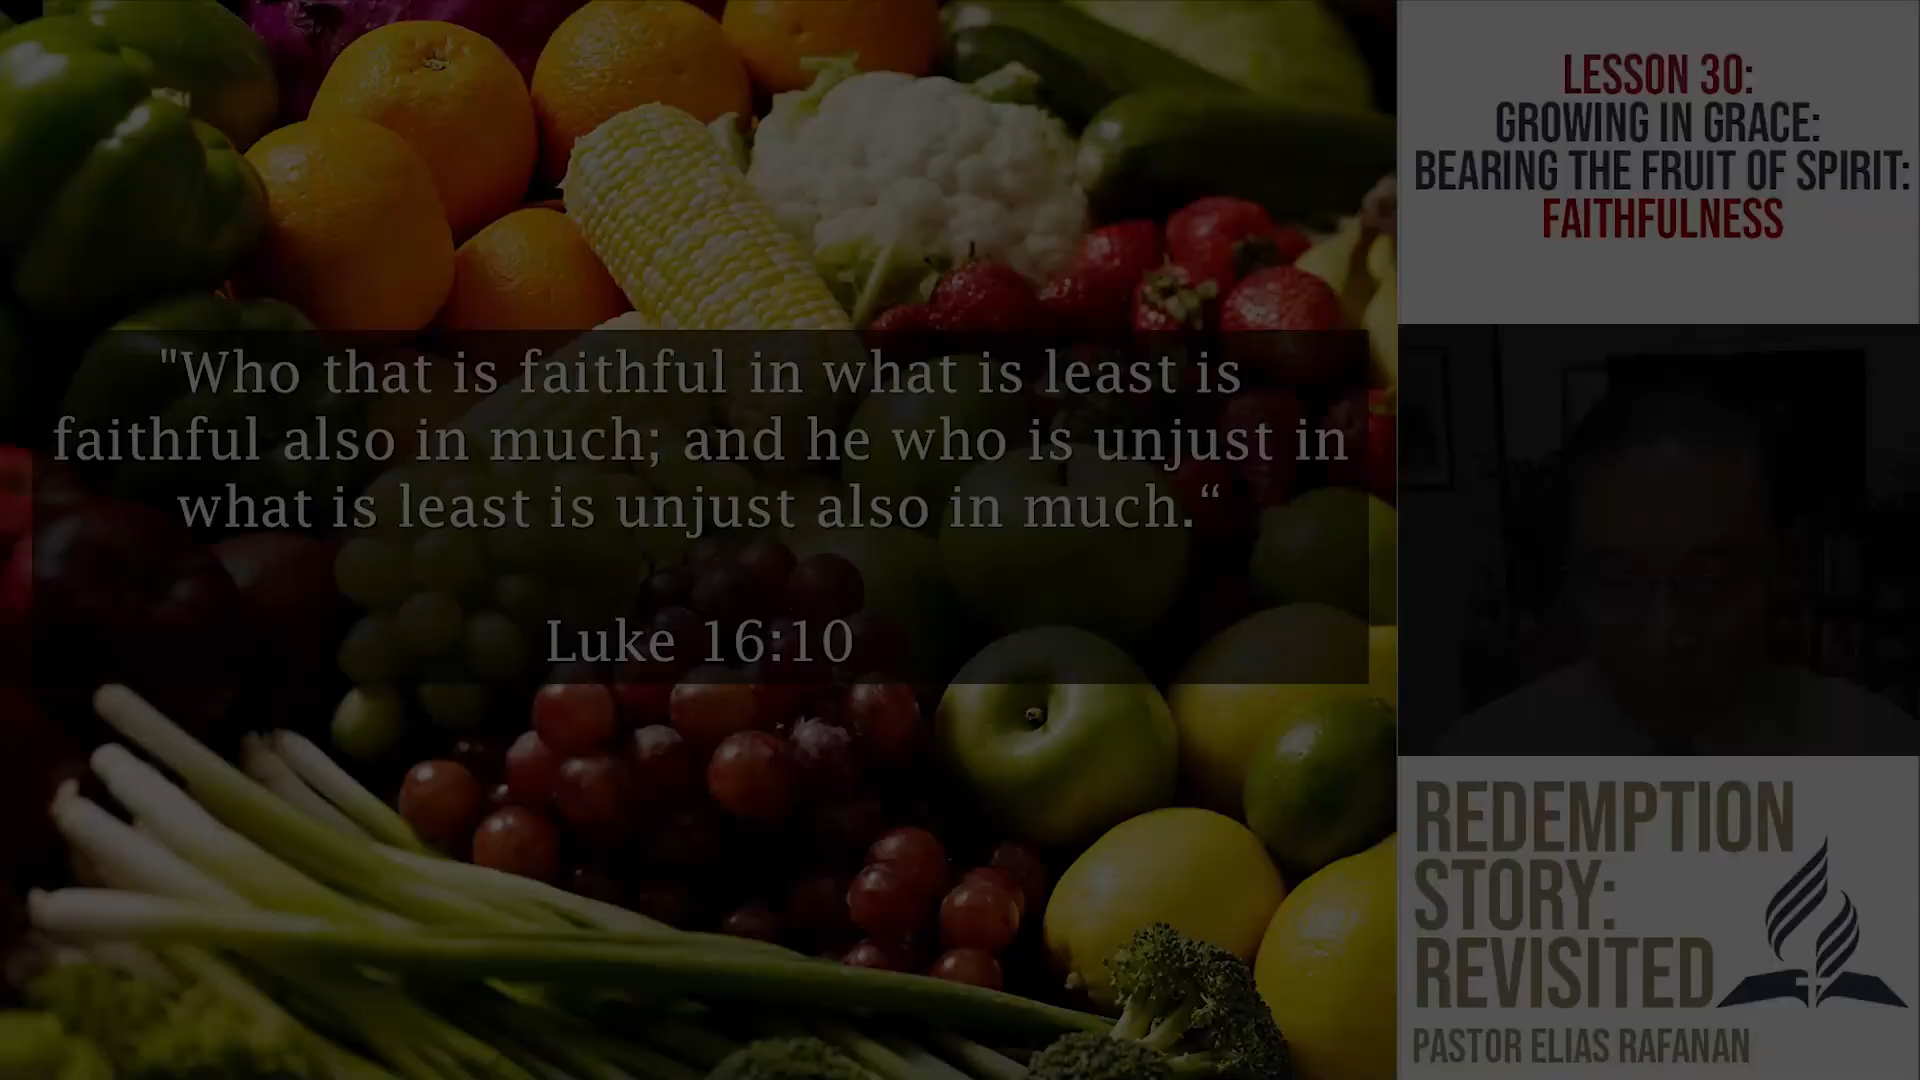 "Who that is faithful in what is least is
faithful also in much; and he who is unjust in
what is least is unjust also in much.“
Luke 16:10
LESSON 30:
GROWING IN GRACE:
BEARING THE FRUIT OF SPIRIT:
FAITHFULNESS
REDEMPTION
STORY:
REVISITED
PASTOR ELIAS RAFANAN